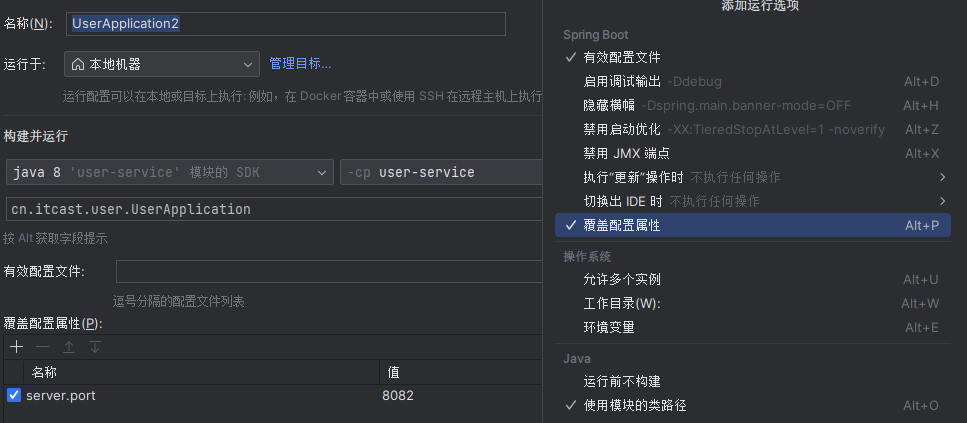 名称(N):
UserApplication2
运行于:
本地机器
管理目标...
运行配置可以在本地或目标上执行: 例如，在 Docker 容器中或使用 SSH 在远程主机上执行
构建并运行
java 8 'user-service' 模块的 SDK
-cp user-service
cn.itcast.user.UserApplication
按 Alt 获取字段提示
有效配置文件:
逗号分隔的配置文件列表
覆盖配置属性(P):
名称 值
server.port 8082
添加运行选项
Spring Boot
有效配置文件
启用调试输出 -Ddebug Alt+D
隐藏横幅 -Dspring.main.banner-mode=OFF Alt+H
禁用启动优化 -XX:TieredStopAtLevel=1 -noverify Alt+Z
禁用 JMX 端点 Alt+X
执行"更新"操作时 不执行任何操作
切换出 IDE 时 不执行任何操作
覆盖配置属性 Alt+P
操作系统
允许多个实例 Alt+U
工作目录(W): Alt+W
环境变量 Alt+E
Java
运行前不构建
使用模块的类路径 Alt+O